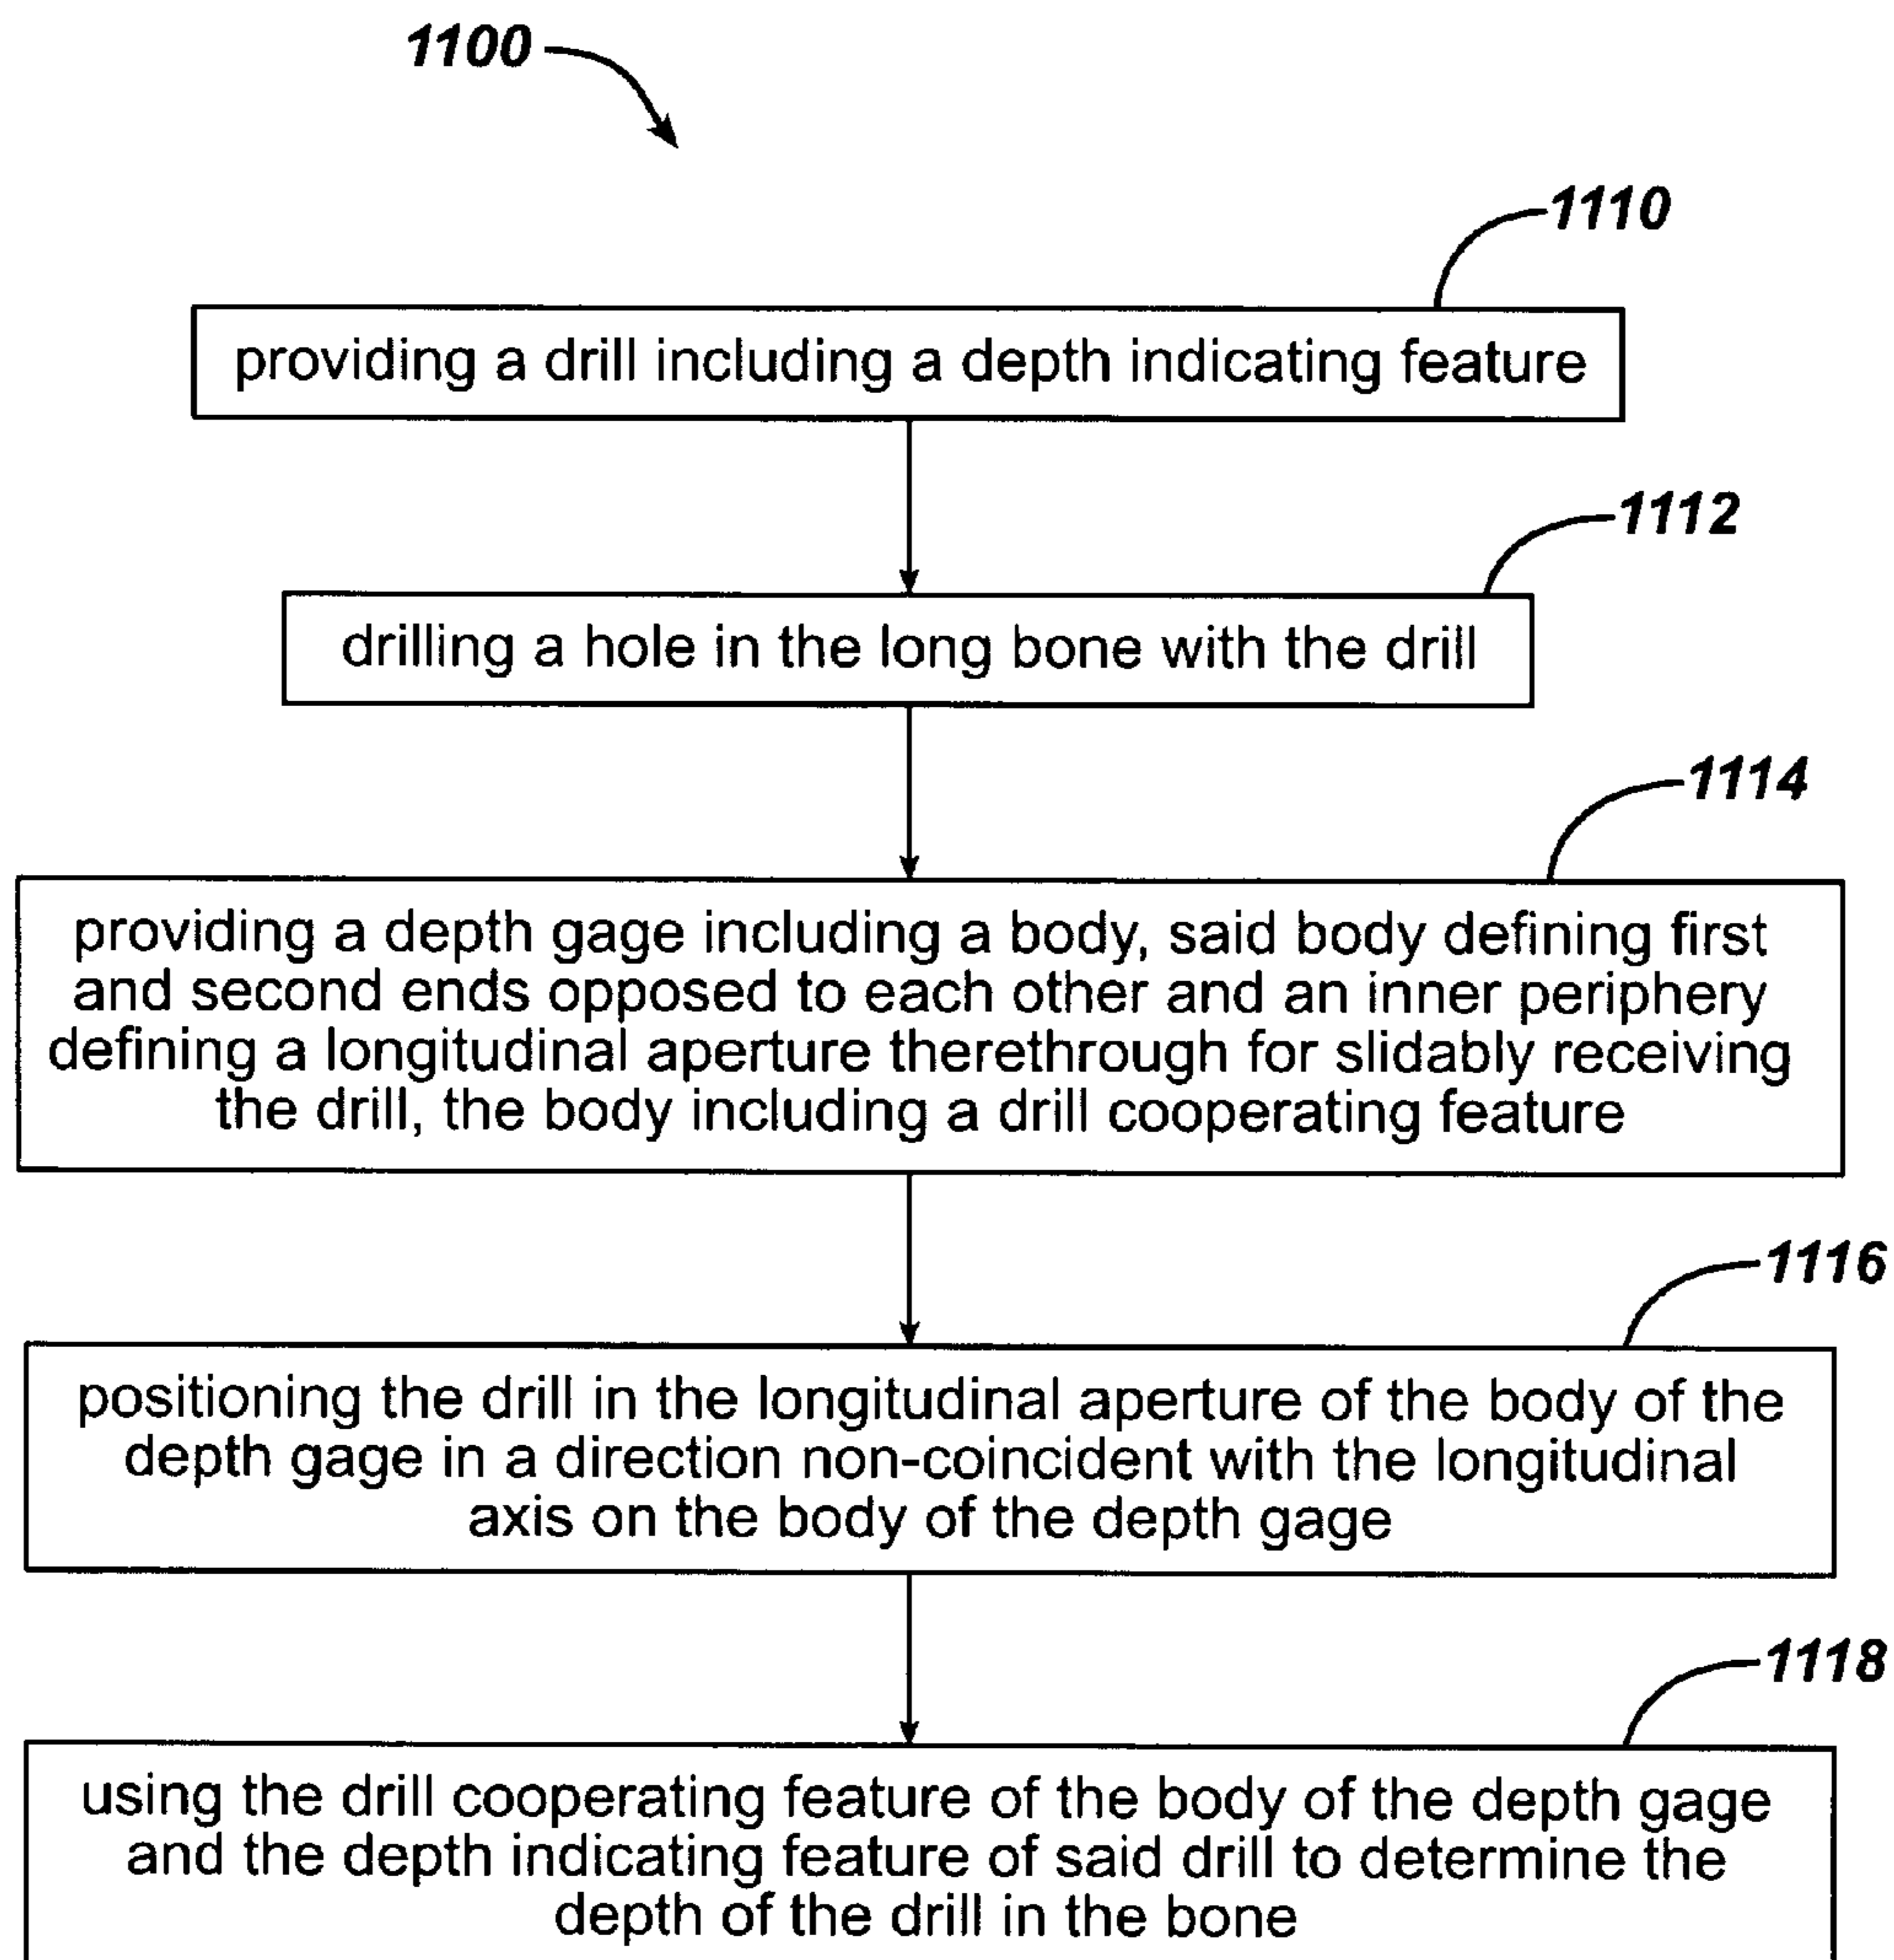 1100
1110
providing a drill including a depth indicating feature
1112
drilling a hole in the long bone with the drill
1114
providing a depth gage including a body, said body defining first
and second ends opposed to each other and an inner periphery
defining a longitudinal aperture therethrough for slidably receiving
the drill, the body including a drill cooperating feature
1116
positioning the drill in the longitudinal aperture of the body of the
depth gage in a direction non-coincident with the longitudinal
axis on the body of the depth gage
1118
using the drill cooperating feature of the body of the depth gage
and the depth indicating feature of said drill to determine the
depth of the drill in the bone